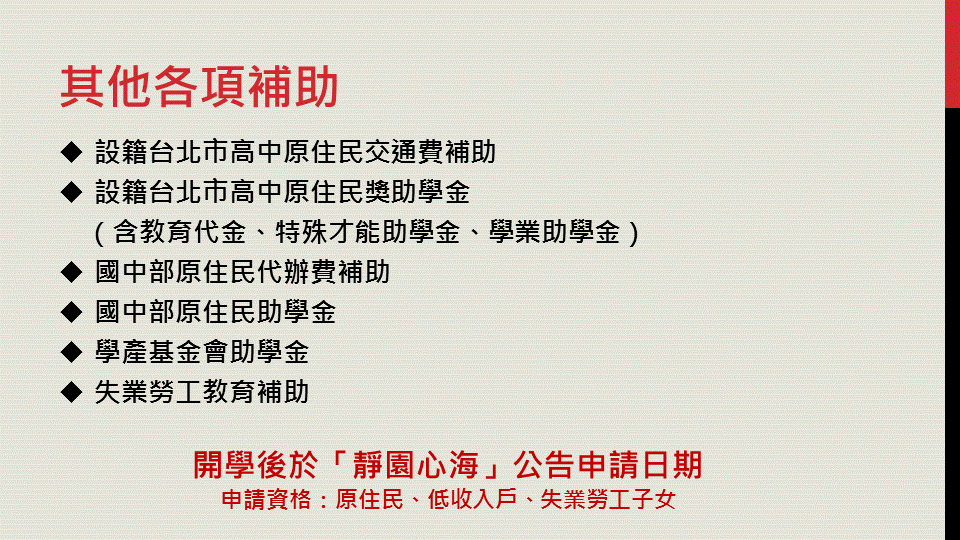 其他各項補助
◆ 設籍台北市高中原住民交通費補助
◆ 設籍台北市高中原住民獎助學金
（含教育代金、特殊才能助學金、學業助學金）
◆ 國中部原住民代辦費補助
◆ 國中部原住民助學金
◆ 學產基金會助學金
◆ 失業勞工教育補助
開學後於「靜園心海」公告申請日期
申請資格：原住民、低收入戶、失業勞工子女